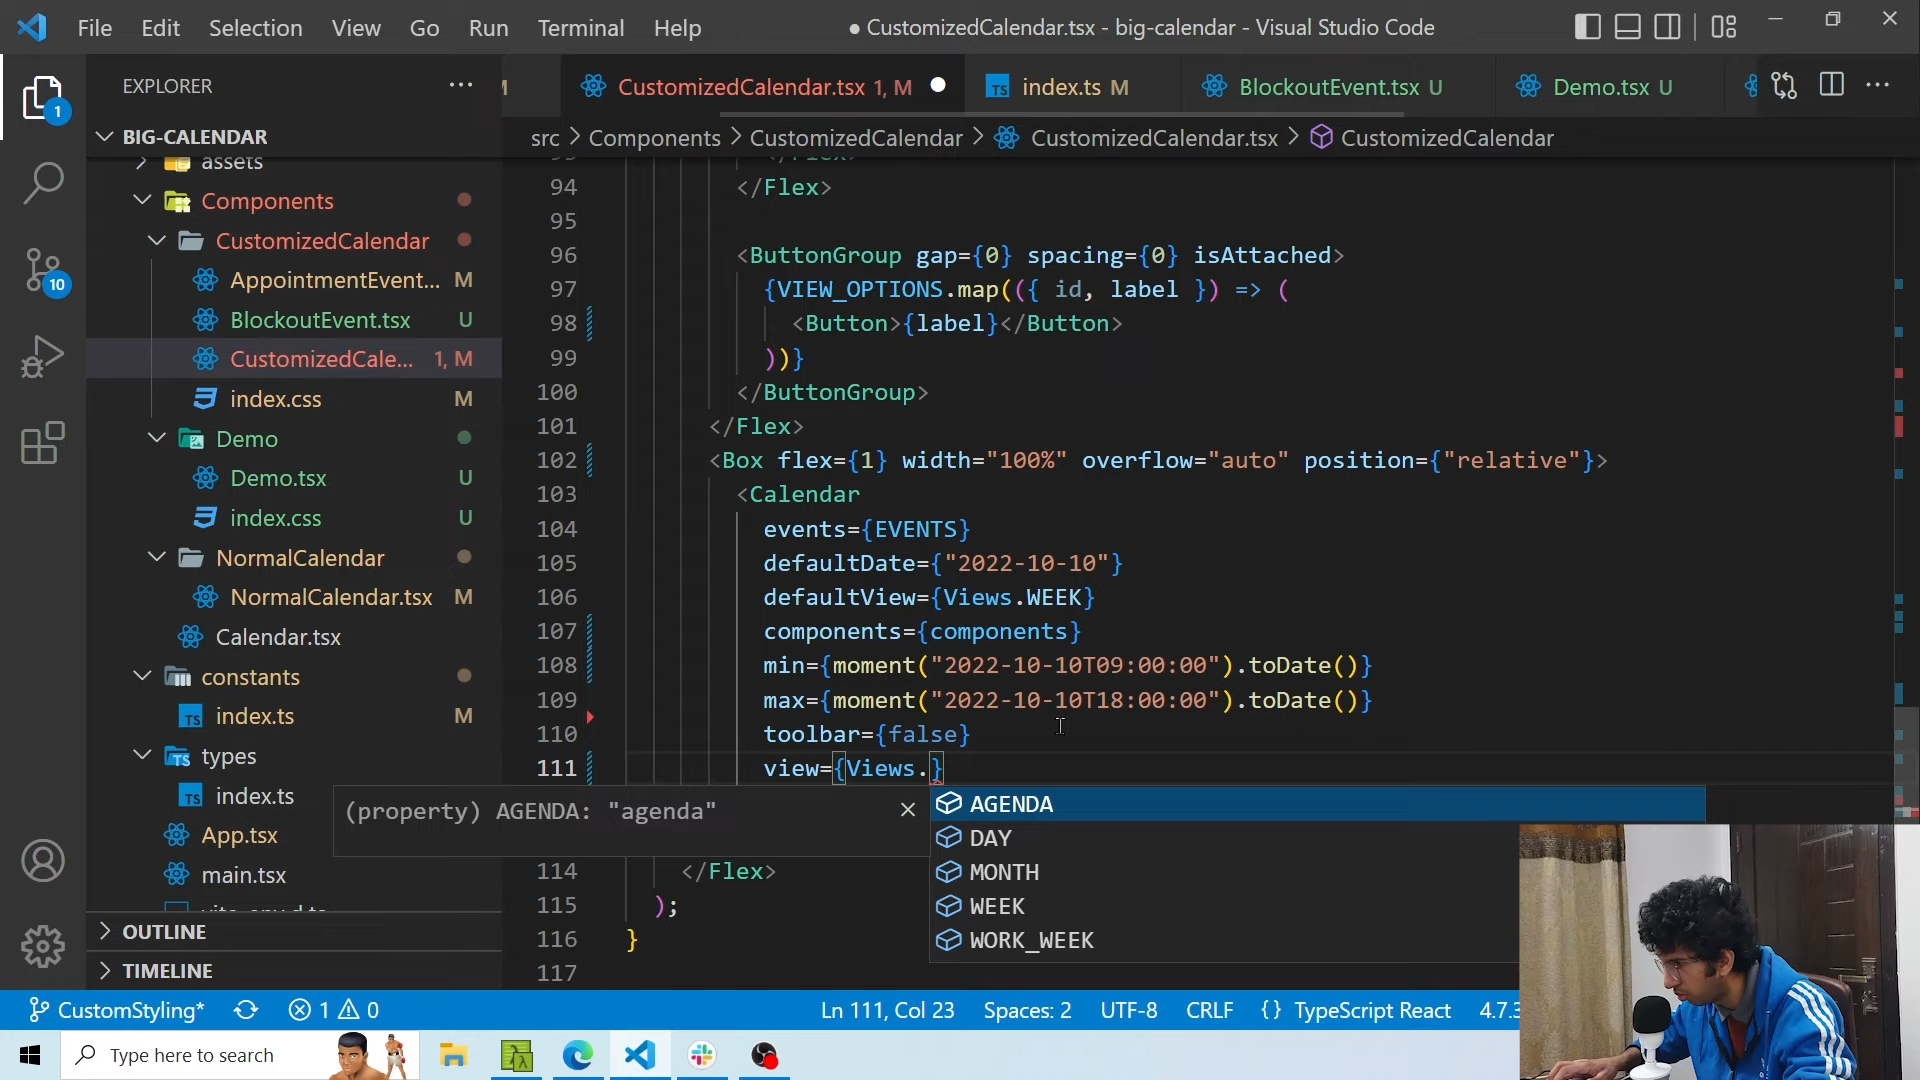 File Edit Selection View Go Run Terminal Help
● CustomizedCalendar.tsx - big-calendar - Visual Studio Code
EXPLORER
M
CustomizedCalendar.tsx 1, M
TS index.ts M
BlockoutEvent.tsx U
Demo.tsx U
BIG-CALENDAR
src > Components > CustomizedCalendar > CustomizedCalendar.tsx > CustomizedCalendar
assets
Components
CustomizedCalendar
AppointmentEvent... M
BlockoutEvent.tsx U
CustomizedCale... 1, M
index.css M
Demo
Demo.tsx U
index.css U
NormalCalendar
NormalCalendar.tsx M
Calendar.tsx
constants
TS index.ts M
types
TS index.ts
App.tsx
main.tsx
OUTLINE
TIMELINE
1
10
94 </Flex>
95
96 <ButtonGroup gap={0} spacing={0} isAttached>
97 {VIEW_OPTIONS.map(({ id, label }) => (
98 <Button>{label}</Button>
99 ))}
100 </ButtonGroup>
101 </Flex>
102 <Box flex={1} width="100%" overflow="auto" position={"relative"}>
103 <Calendar
104 events={EVENTS}
105 defaultDate={"2022-10-10"}
106 defaultView={Views.WEEK}
107 components={components}
108 min={moment("2022-10-10T09:00:00").toDate()}
109 max={moment("2022-10-10T18:00:00").toDate()}
110 toolbar={false}
111 view={Views.}
(property) AGENDA: "agenda"
AGENDA
DAY
MONTH
WEEK
WORK_WEEK
114 </Flex>
115 );
116 }
117
CustomStyling* 1 0
Ln 111, Col 23 Spaces: 2 UTF-8 CRLF {} TypeScript React 4.7.3
Type here to search